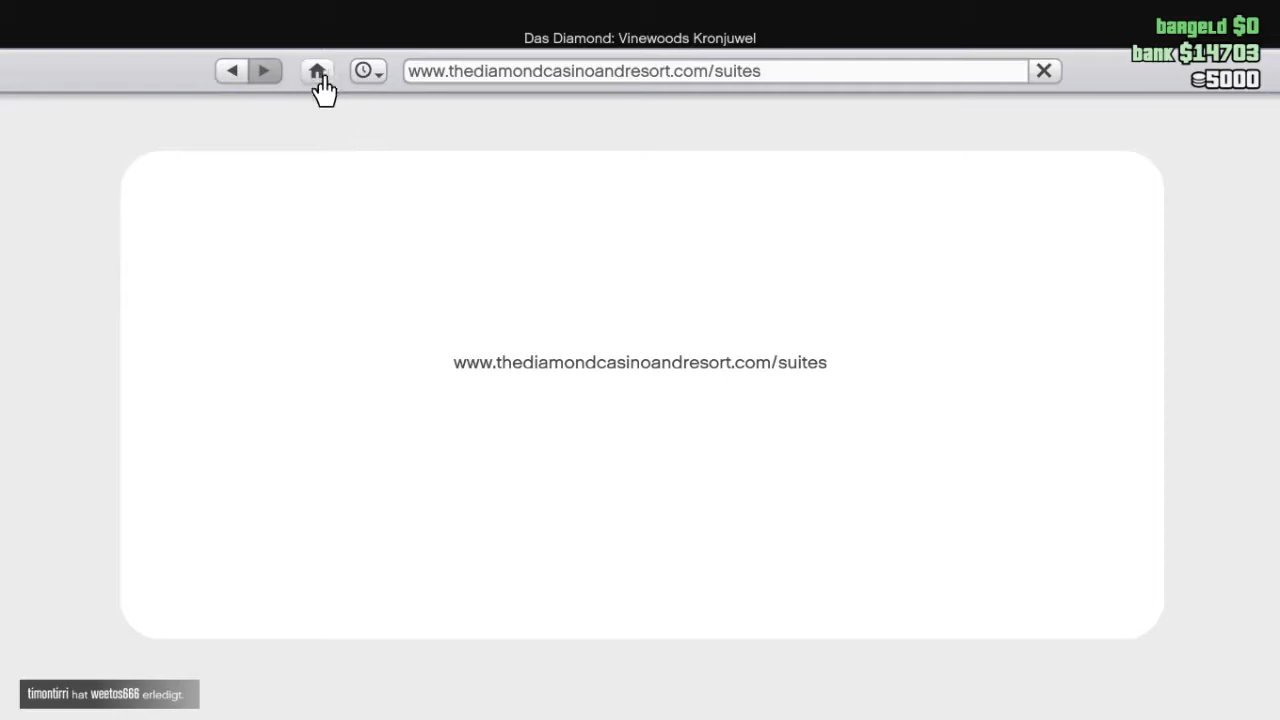 Das Diamond: Vinewoods Kronjuwel
bargeld $0
bank $14703
5000
www.thediamondcasinoandresort.com/suites
www.thediamondcasinoandresort.com/suites
timontirri hat weetos666 erledigt.